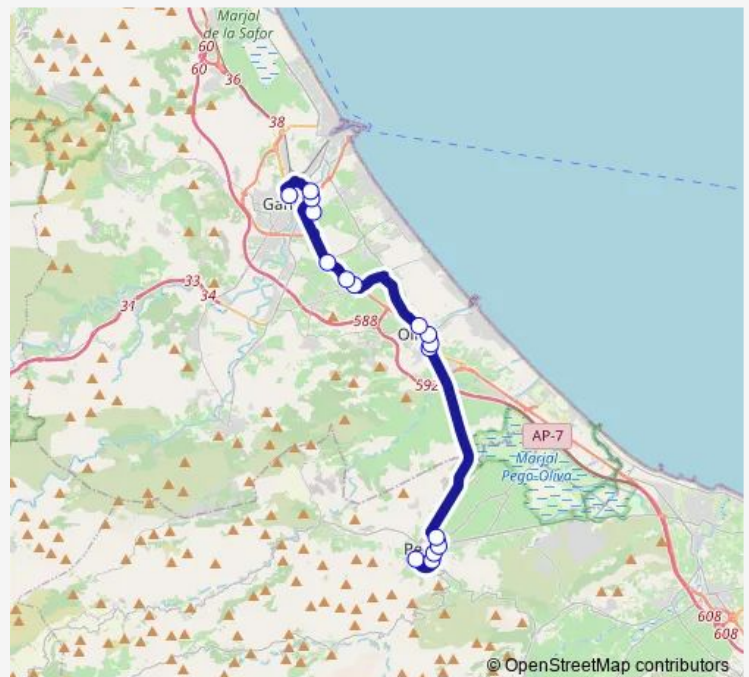 Marjal
de la Safor
60
60
36
38
Gan
33
34
31
588
Oli
592
AP-7
Marjal
Pego-Oliva
Pe
608
608
© OpenStreetMap contributors